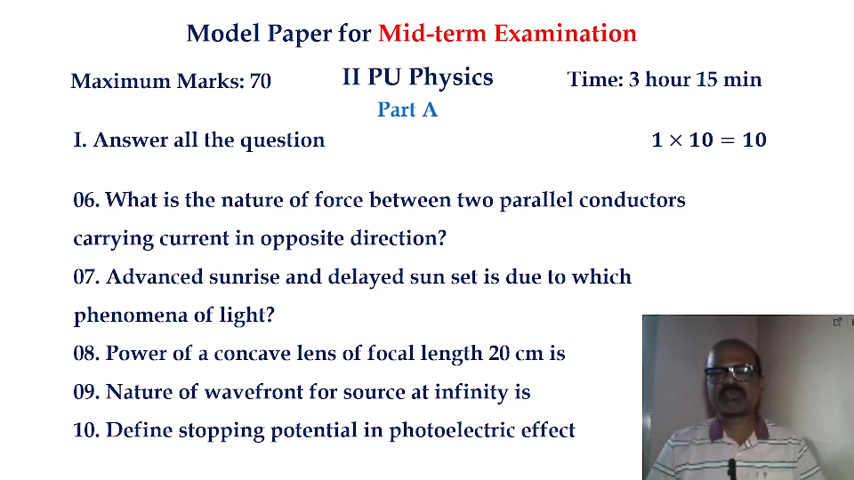 Model Paper for Mid-term Examination
Maximum Marks: 70 II PU Physics Time: 3 hour 15 min
Part A
I. Answer all the question 1 × 10 = 10
06. What is the nature of force between two parallel conductors
carrying current in opposite direction?
07. Advanced sunrise and delayed sun set is due to which
phenomena of light?
08. Power of a concave lens of focal length 20 cm is
09. Nature of wavefront for source at infinity is
10. Define stopping potential in photoelectric effect